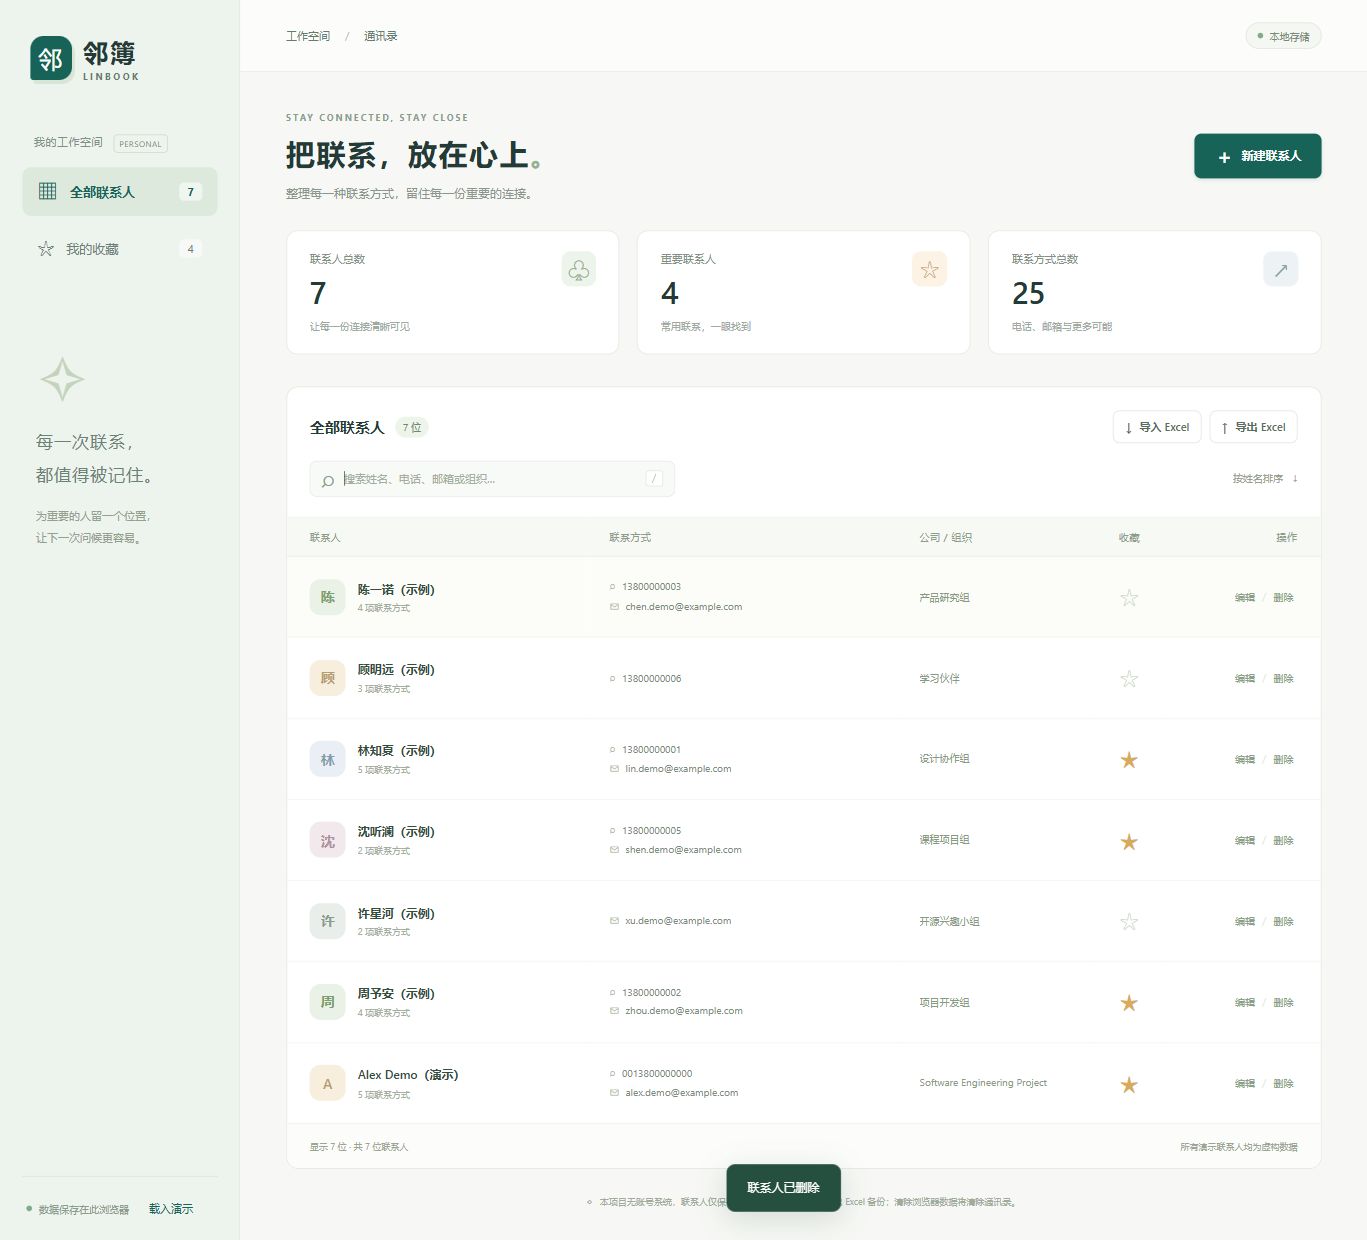 邻 邻簿
LINBOOK
我的工作空间 PERSONAL
全部联系人 7
我的收藏 4
每一次联系，
都值得被记住。
为重要的人留一个位置，
让下一次问候更容易。
数据保存在此浏览器 载入演示
工作空间 / 通讯录
本地存储
STAY CONNECTED, STAY CLOSE
把联系，放在心上。
整理每一种联系方式，留住每一份重要的连接。
+ 新建联系人
联系人总数
7
让每一份连接清晰可见
重要联系人
4
常用联系，一眼找到
联系方式总数
25
电话、邮箱与更多可能
全部联系人 7 位
↓ 导入 Excel ↑ 导出 Excel
搜索姓名、电话、邮箱或组织... /
按姓名排序 ↓
联系人 联系方式 公司 / 组织 收藏 操作
陈 陈一诺（示例）
4 项联系方式
13800000003
chen.demo@example.com
产品研究组
编辑 / 删除
顾 顾明远（示例）
3 项联系方式
13800000006
学习伙伴
编辑 / 删除
林 林知夏（示例）
5 项联系方式
13800000001
lin.demo@example.com
设计协作组
编辑 / 删除
沈 沈听澜（示例）
2 项联系方式
13800000005
shen.demo@example.com
课程项目组
编辑 / 删除
许 许星河（示例）
2 项联系方式
xu.demo@example.com
开源兴趣小组
编辑 / 删除
周 周予安（示例）
4 项联系方式
13800000002
zhou.demo@example.com
项目开发组
编辑 / 删除
A Alex Demo（演示）
5 项联系方式
0013800000000
alex.demo@example.com
Software Engineering Project
编辑 / 删除
显示 7 位 · 共 7 位联系人
所有演示联系人均为虚构数据
本项目无账号系统，联系人仅保
联系人已删除
Excel 备份；清除浏览器数据将清除通讯录。